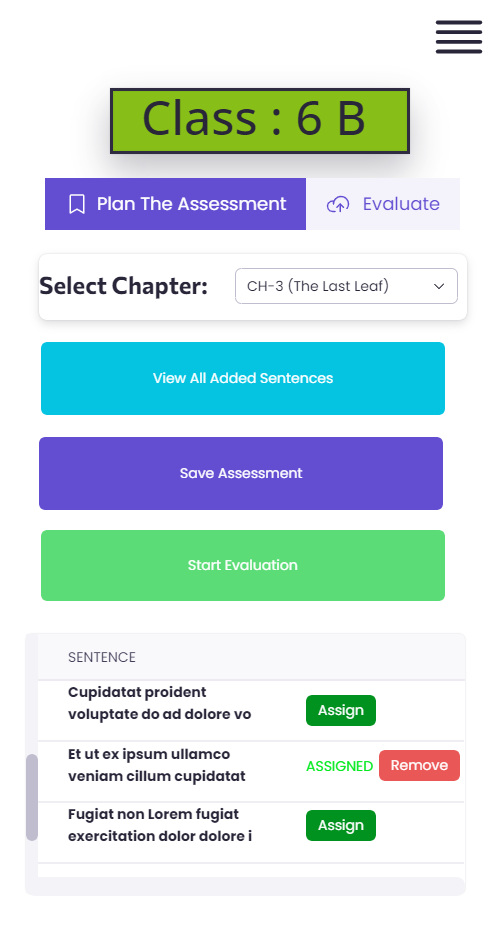 Class : 6 B
Plan The Assessment
Evaluate
Select Chapter:
CH-3 (The Last Leaf)
View All Added Sentences
Save Assessment
Start Evaluation
SENTENCE
Cupidatat proident
voluptate do ad dolore vo
Assign
Et ut ex ipsum ullamco
veniam cillum cupidatat
ASSIGNED Remove
Fugiat non Lorem fugiat
exercitation dolor dolore i
Assign